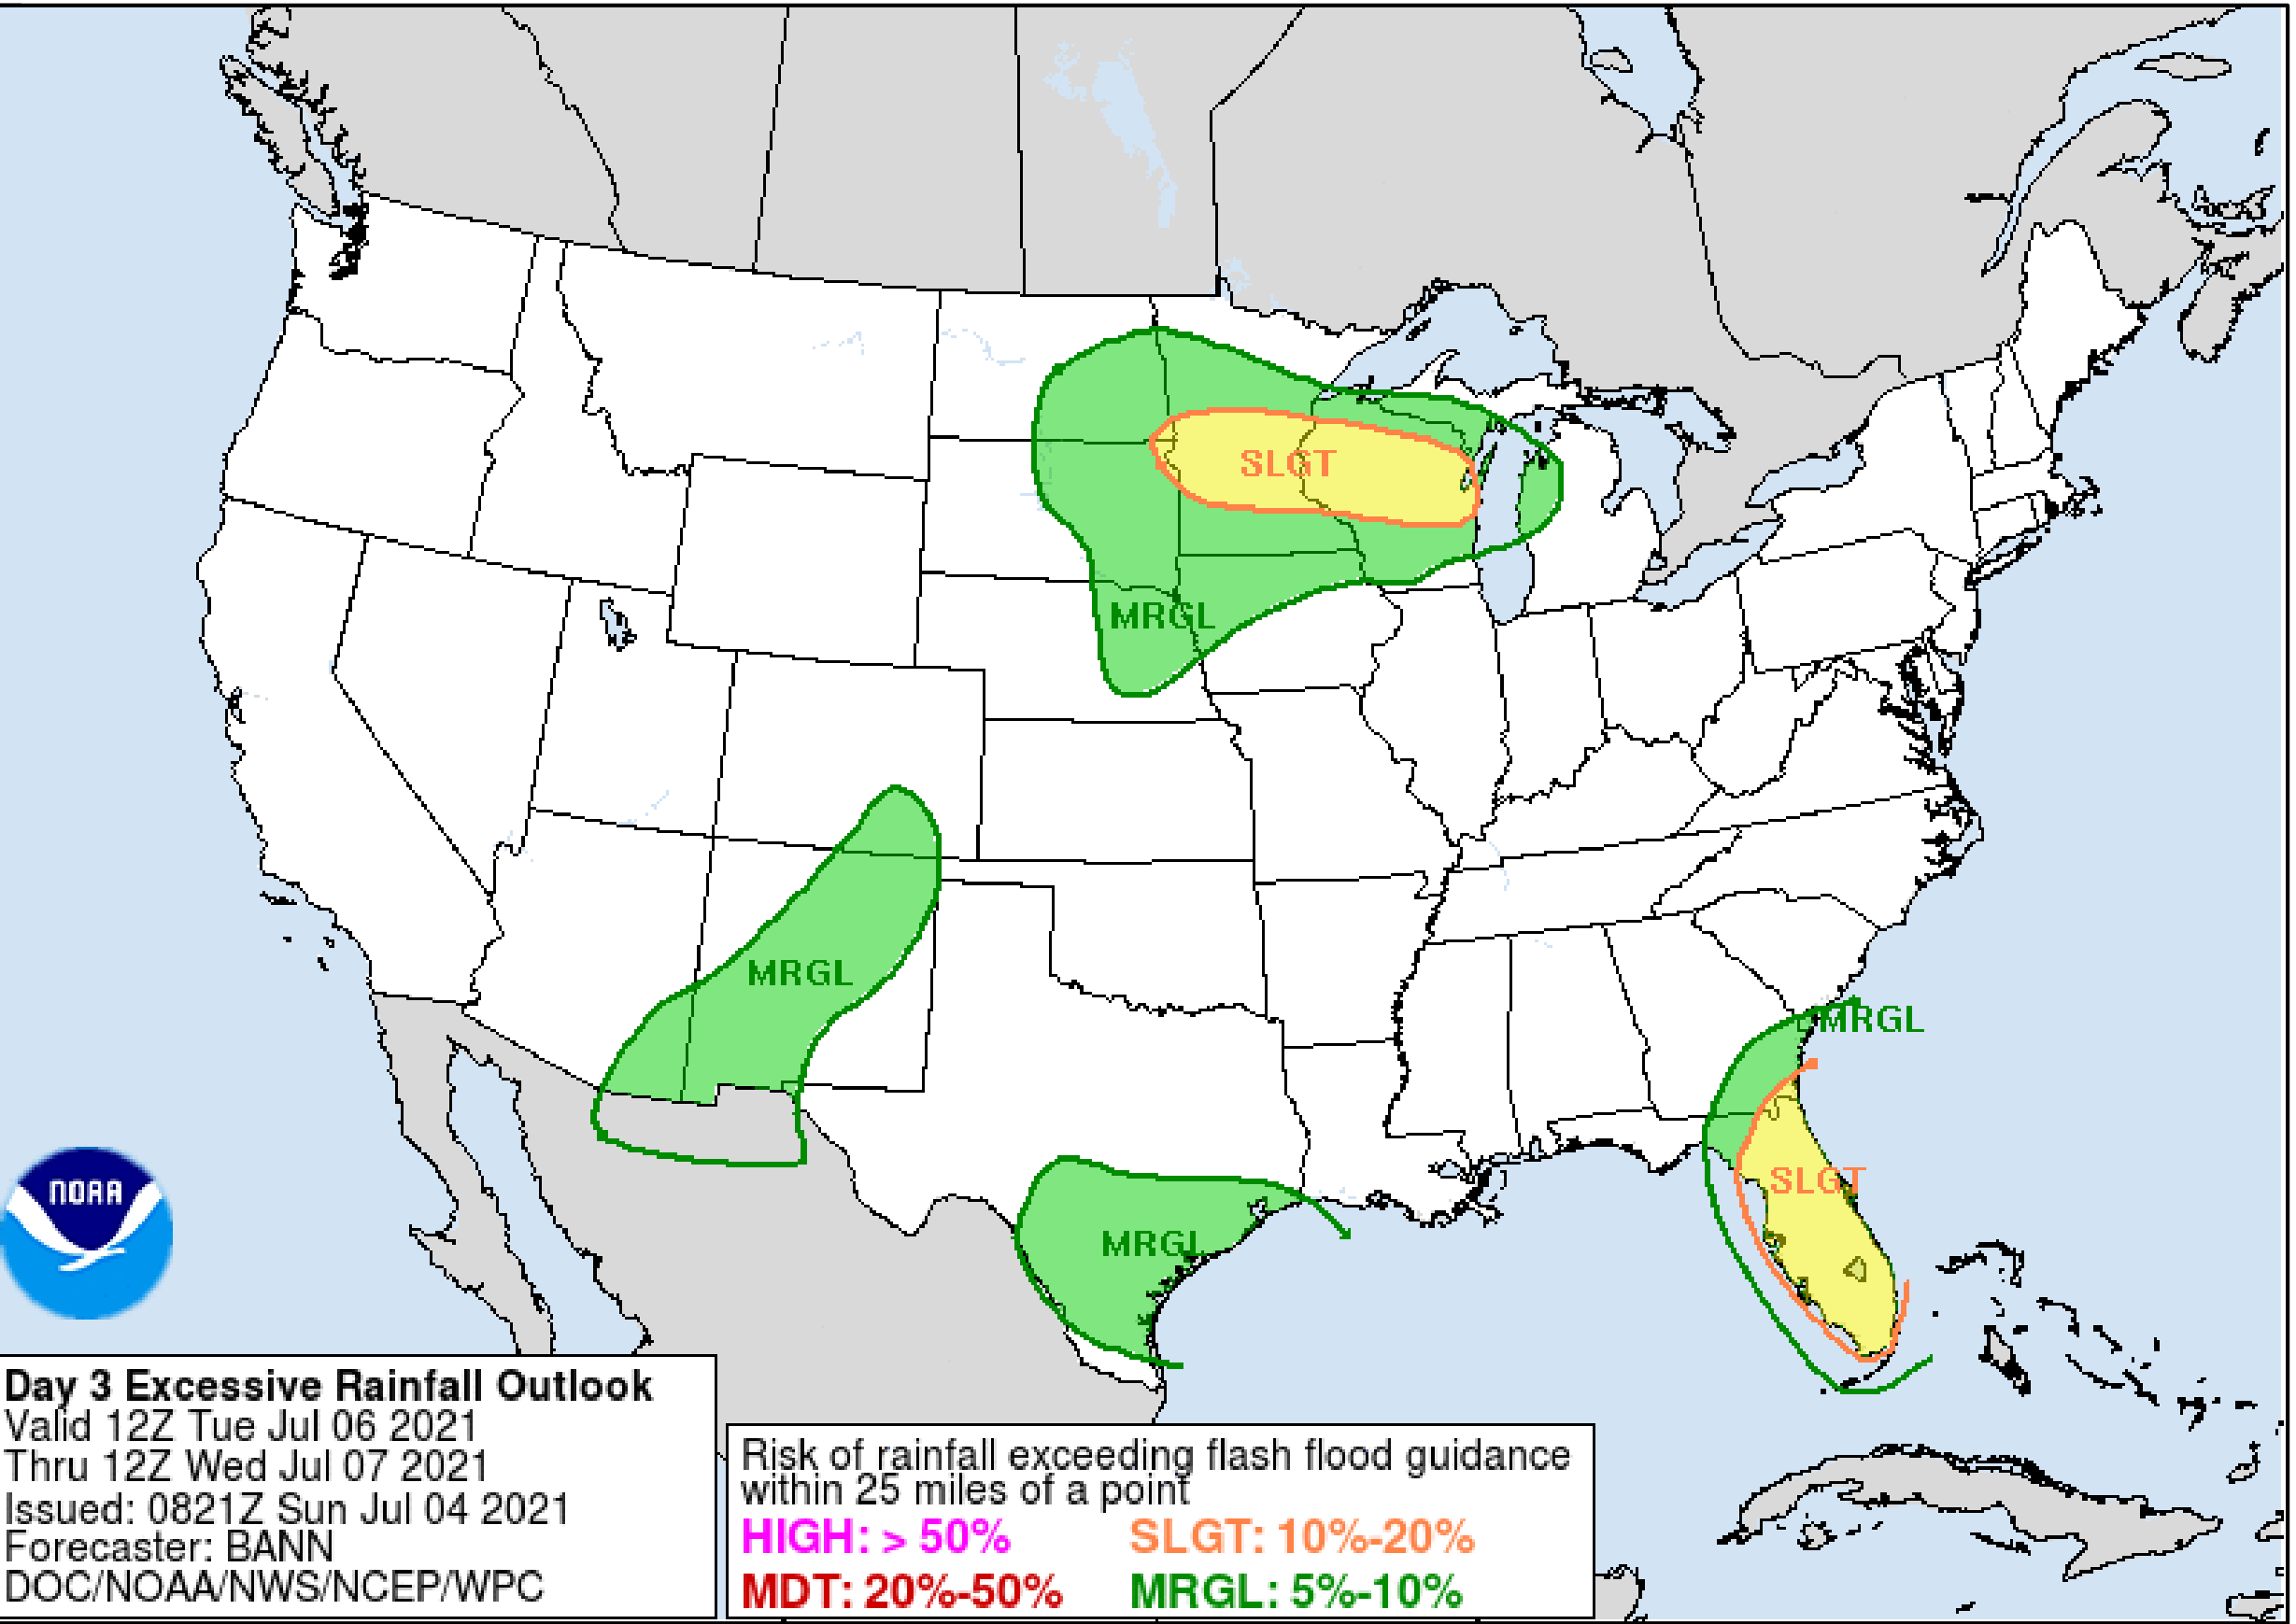 SLGT
MRGL
MRGL
MRGL
SLGT
MRGL
NOAA
Day 3 Excessive Rainfall Outlook
Valid 12Z Tue Jul 06 2021
Thru 12Z Wed Jul 07 2021
Issued: 0821Z Sun Jul 04 2021
Forecaster: BANN
DOC/NOAA/NWS/NCEP/WPC
Risk of rainfall exceeding flash flood guidance
within 25 miles of a point
HIGH: > 50% SLGT: 10%-20%
MDT: 20%-50% MRGL: 5%-10%